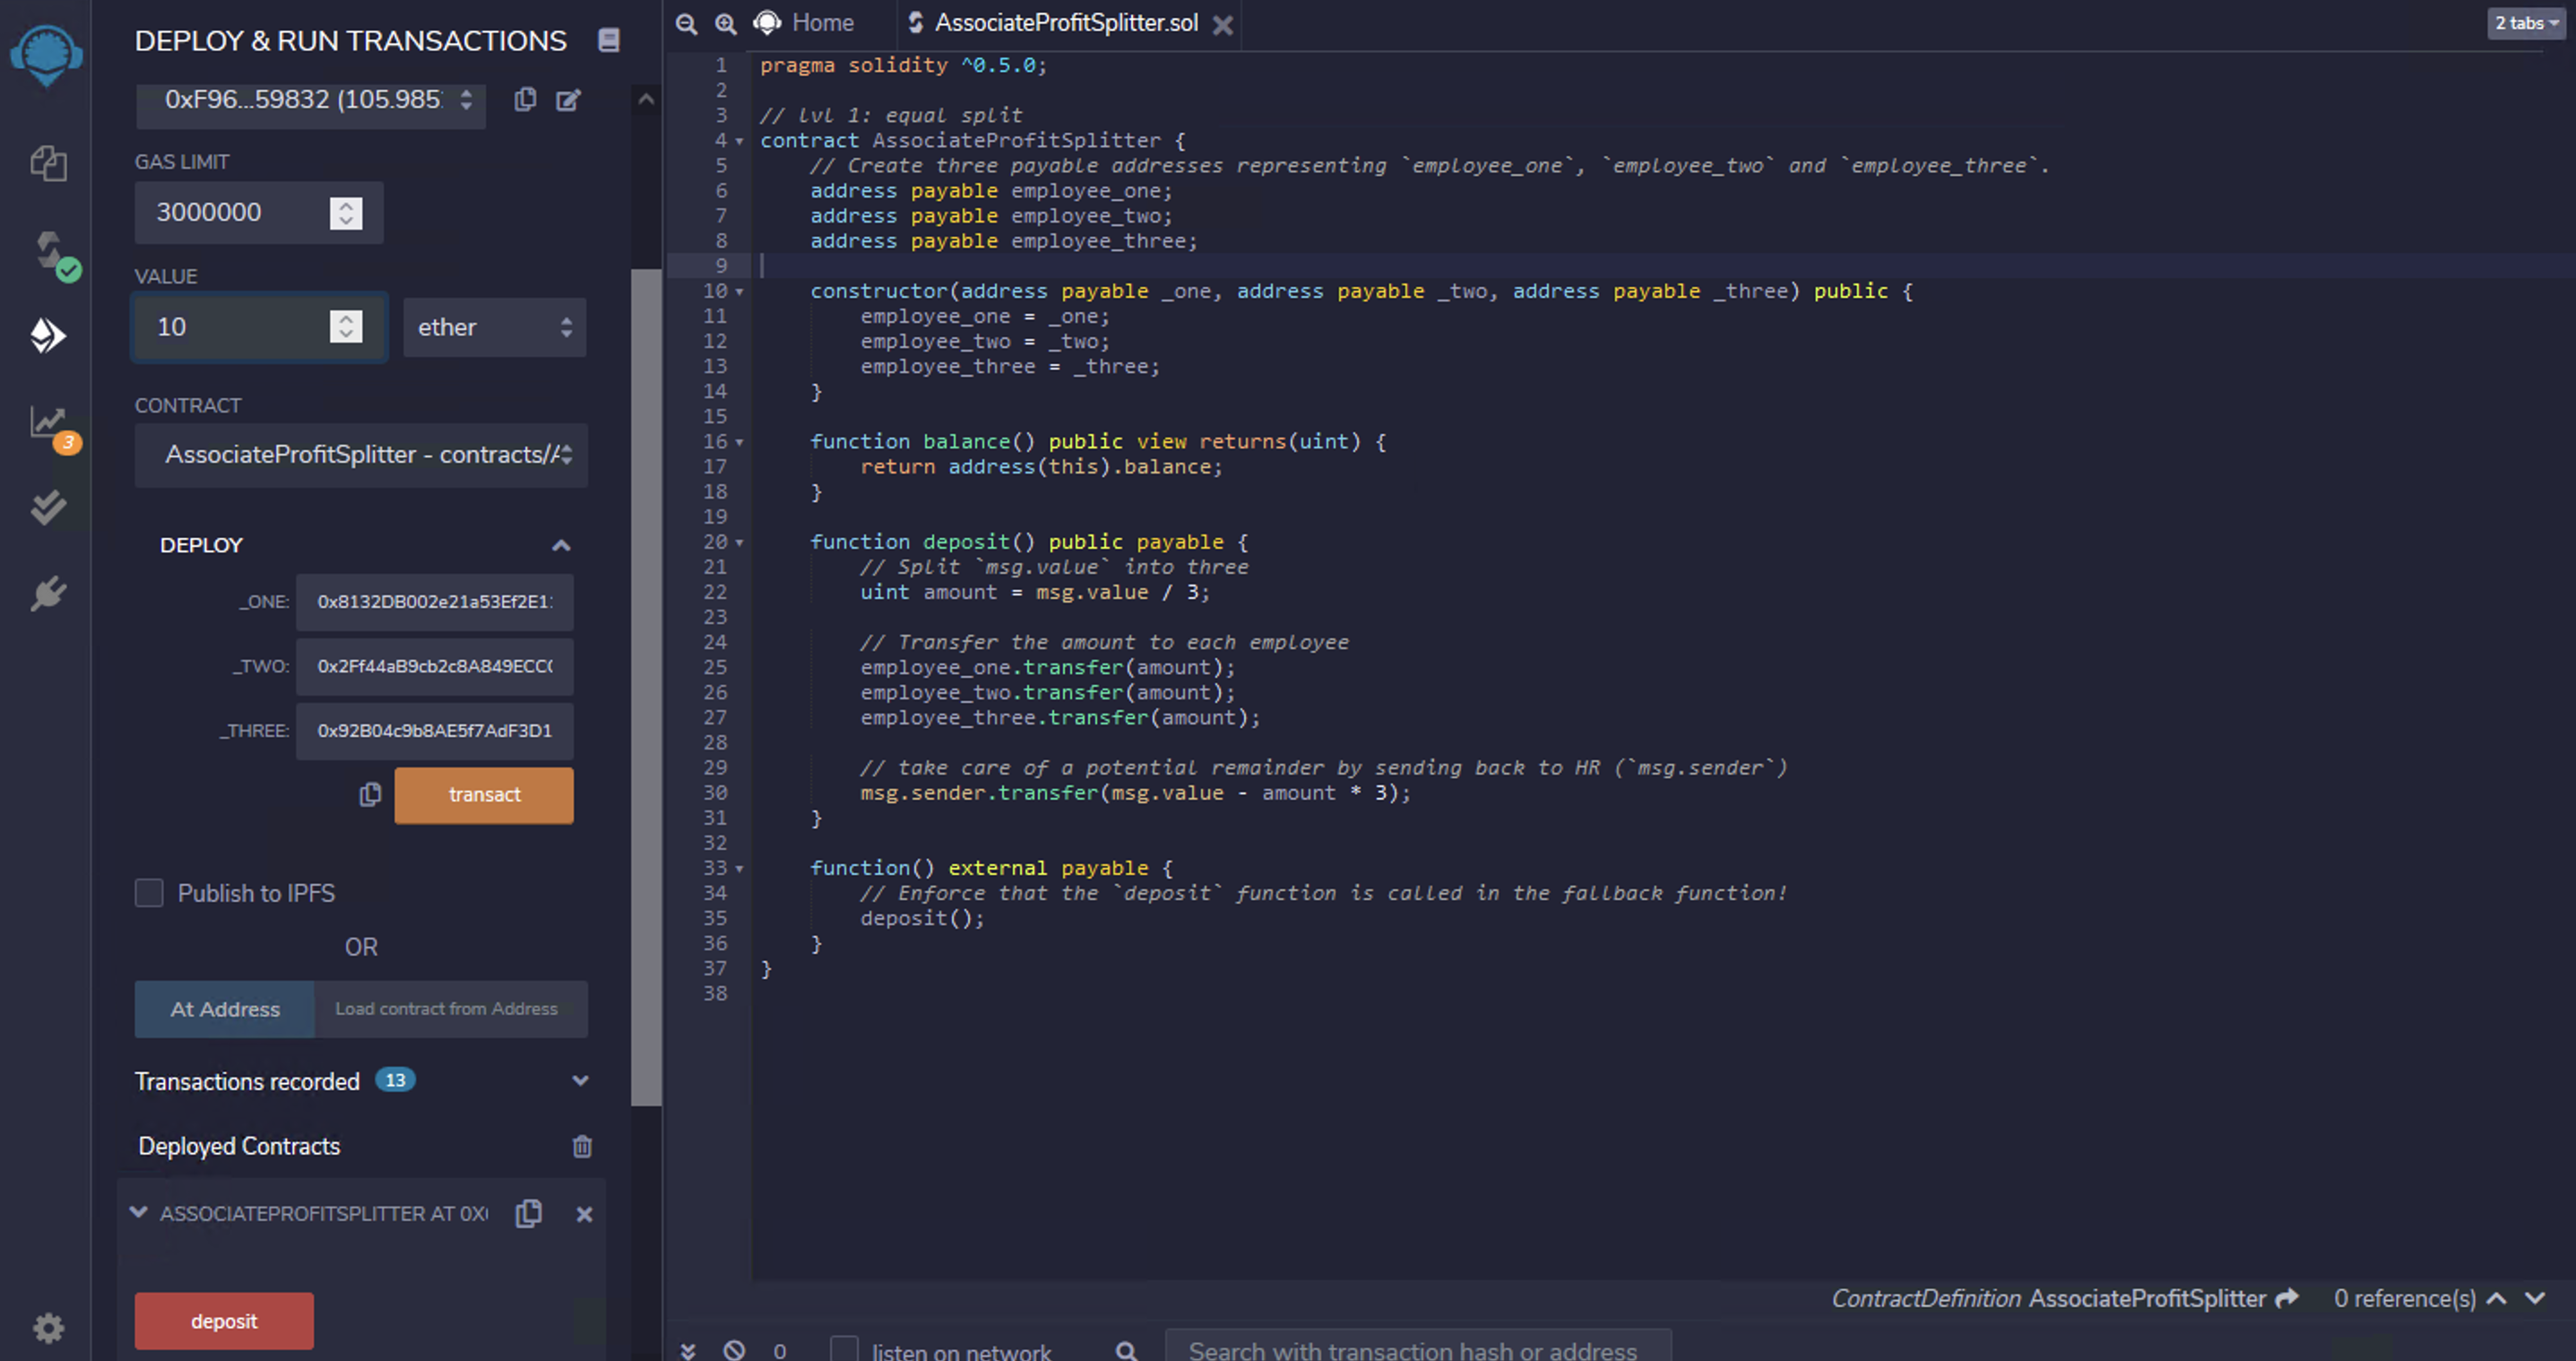 DEPLOY & RUN TRANSACTIONS
0xF96...59832 (105.985
GAS LIMIT
3000000
VALUE
10
ether
CONTRACT
AssociateProfitSplitter - contracts/
DEPLOY
_ONE:
0x8132DB002e21a53Ef2E1
_TWO:
0x2Ff44aB9cb2c8A849ECC
_THREE:
0x92B04c9b8AE5f7AdF3D1
transact
Publish to IPFS
OR
At Address
Load contract from Address
Transactions recorded 13
Deployed Contracts
ASSOCIATEPROFITSPLITTER AT 0X
deposit
3
Home
AssociateProfitSplitter.sol
2 tabs
1 pragma solidity ^0.5.0;
2
3 // lvl 1: equal split
4 contract AssociateProfitSplitter {
5 // Create three payable addresses representing `employee_one`, `employee_two` and `employee_three`.
6 address payable employee_one;
7 address payable employee_two;
8 address payable employee_three;
9
10 constructor(address payable _one, address payable _two, address payable _three) public {
11 employee_one = _one;
12 employee_two = _two;
13 employee_three = _three;
14 }
15
16 function balance() public view returns(uint) {
17 return address(this).balance;
18 }
19
20 function deposit() public payable {
21 // Split `msg.value` into three
22 uint amount = msg.value / 3;
23
24 // Transfer the amount to each employee
25 employee_one.transfer(amount);
26 employee_two.transfer(amount);
27 employee_three.transfer(amount);
28
29 // take care of a potential remainder by sending back to HR (`msg.sender`)
30 msg.sender.transfer(msg.value - amount * 3);
31 }
32
33 function() external payable {
34 // Enforce that the `deposit` function is called in the fallback function!
35 deposit();
36 }
37 }
38
ContractDefinition AssociateProfitSplitter 0 reference(s)
0 listen on network
Search with transaction hash or address